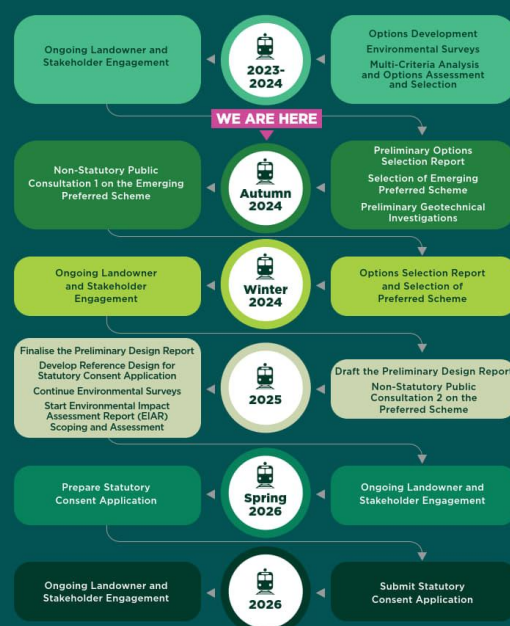 Ongoing Landowner and
Stakeholder Engagement
2023-
2024
Options Development
Environmental Surveys
Multi-Criteria Analysis
and Options Assessment
and Selection
WE ARE HERE
Non-Statutory Public
Consultation 1 on the Emerging
Preferred Scheme
Autumn
2024
Preliminary Options
Selection Report
Selection of Emerging
Preferred Scheme
Preliminary Geotechnical
Investigations
Ongoing Landowner
and Stakeholder
Engagement
Winter
2024
Options Selection Report
and Selection of
Preferred Scheme
Finalise the Preliminary Design Report
Develop Reference Design for
Statutory Consent Application
Continue Environmental Surveys
Start Environmental Impact
Assessment Report (EIAR)
Scoping and Assessment
2025
Draft the Preliminary Design Report
Non-Statutory Public
Consultation 2 on the
Preferred Scheme
Prepare Statutory
Consent Application
Spring
2026
Ongoing Landowner and
Stakeholder Engagement
Ongoing Landowner and
Stakeholder Engagement
2026
Submit Statutory
Consent Application